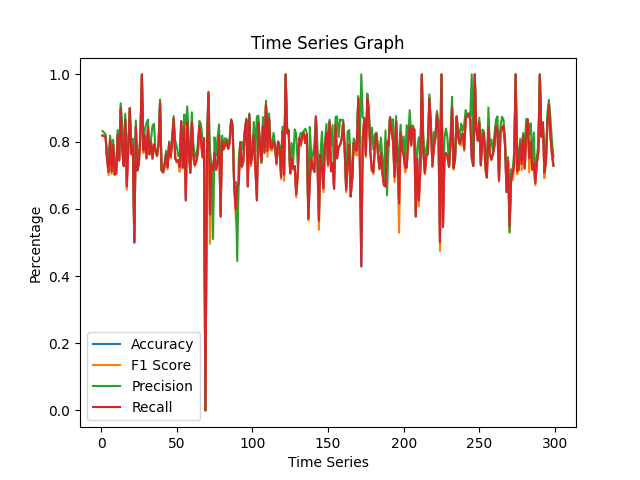 Time Series Graph
1.0
0.8
0.6
0.4
0.2
0.0
Percentage
Accuracy
F1 Score
Precision
Recall
0 50 100 150 200 250 300
Time Series